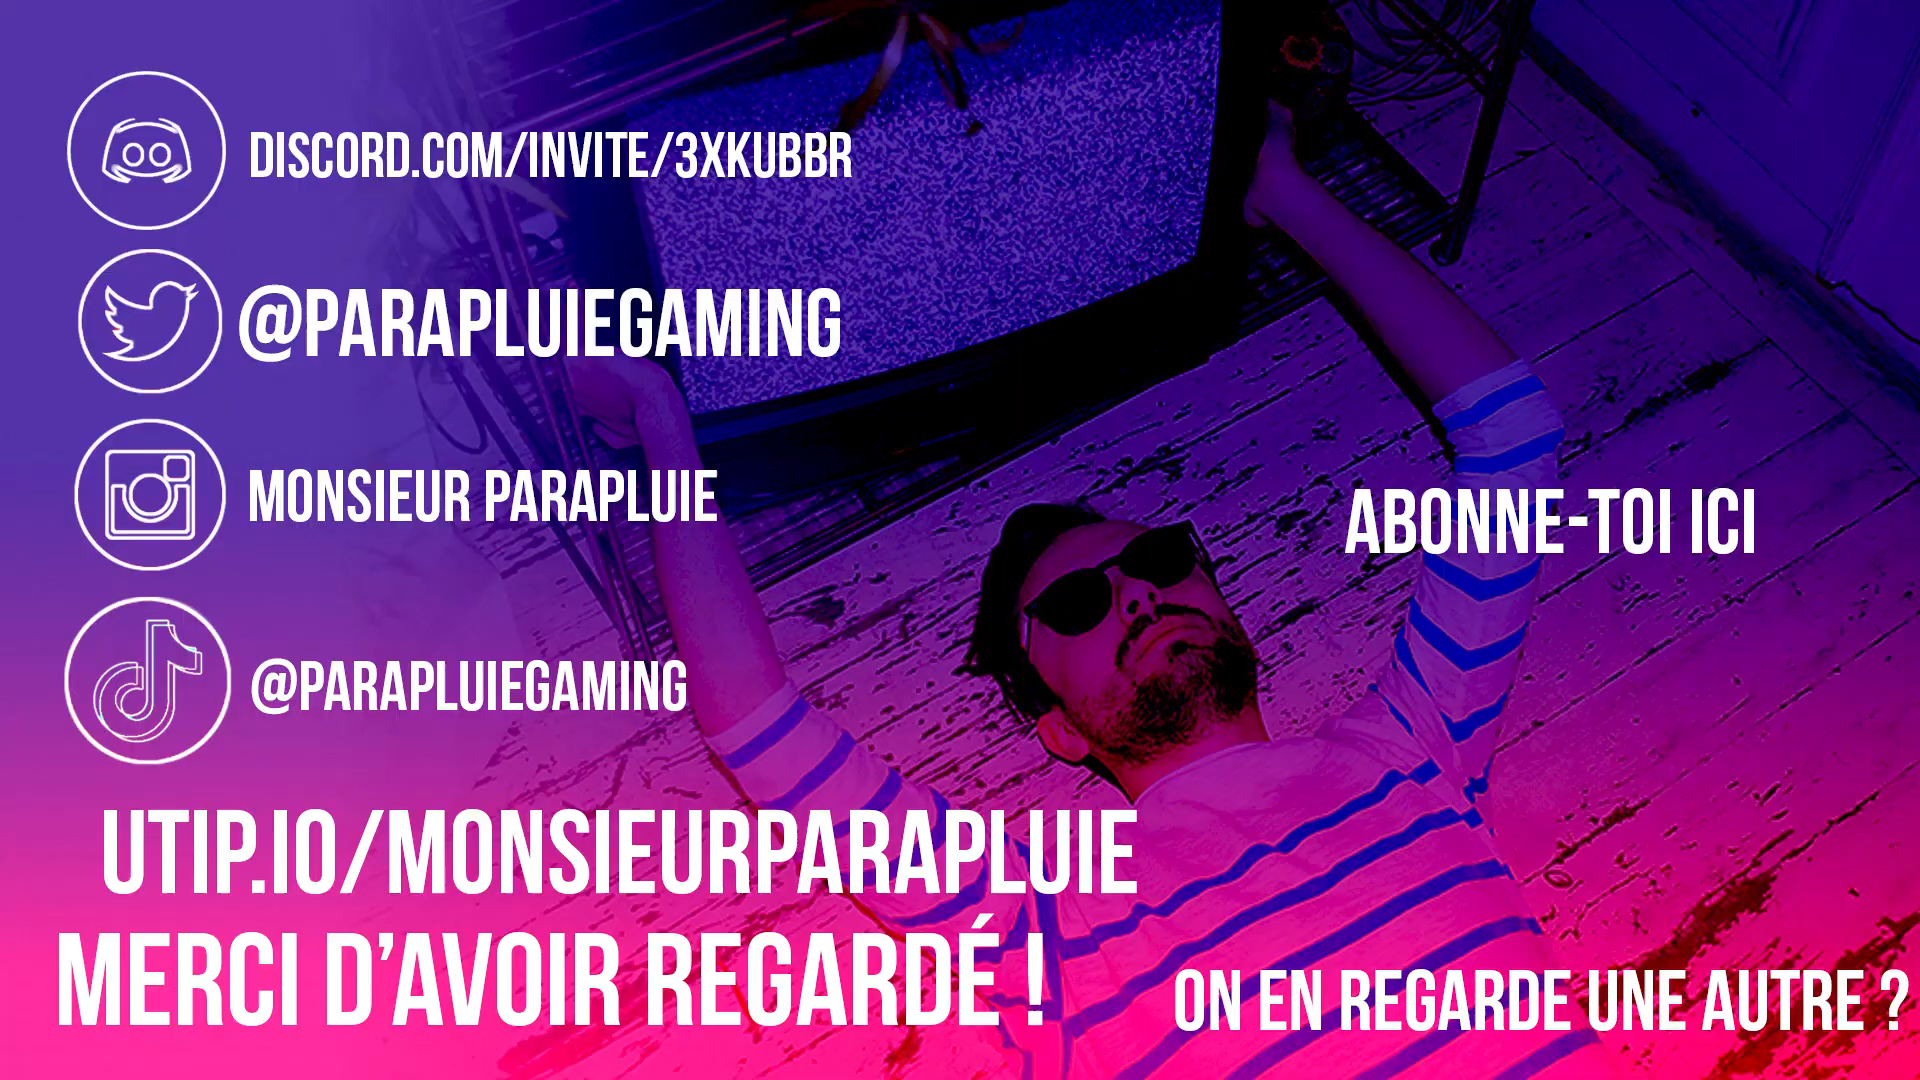 DISCORD.COM/INVITE/3XKUBBR
@PARAPLUIEGAMING
MONSIEUR PARAPLUIE
@PARAPLUIEGAMING
ABONNE-TOI ICI
UTIP.IO/MONSIEURPARAPLUIE
MERCI D'AVOIR REGARDÉ !
ON EN REGARDE UNE AUTRE ?